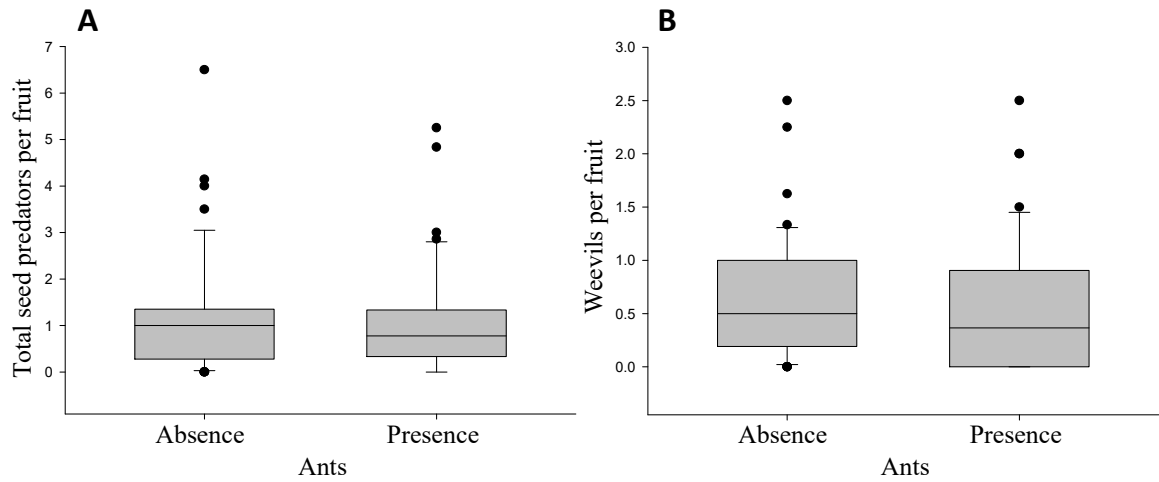 A
Total seed predators per fruit
7
6
5
4
3
2
1
0
Absence Presence
Ants
B
Weevils per fruit
3.0
2.5
2.0
1.5
1.0
0.5
0.0
Absence Presence
Ants